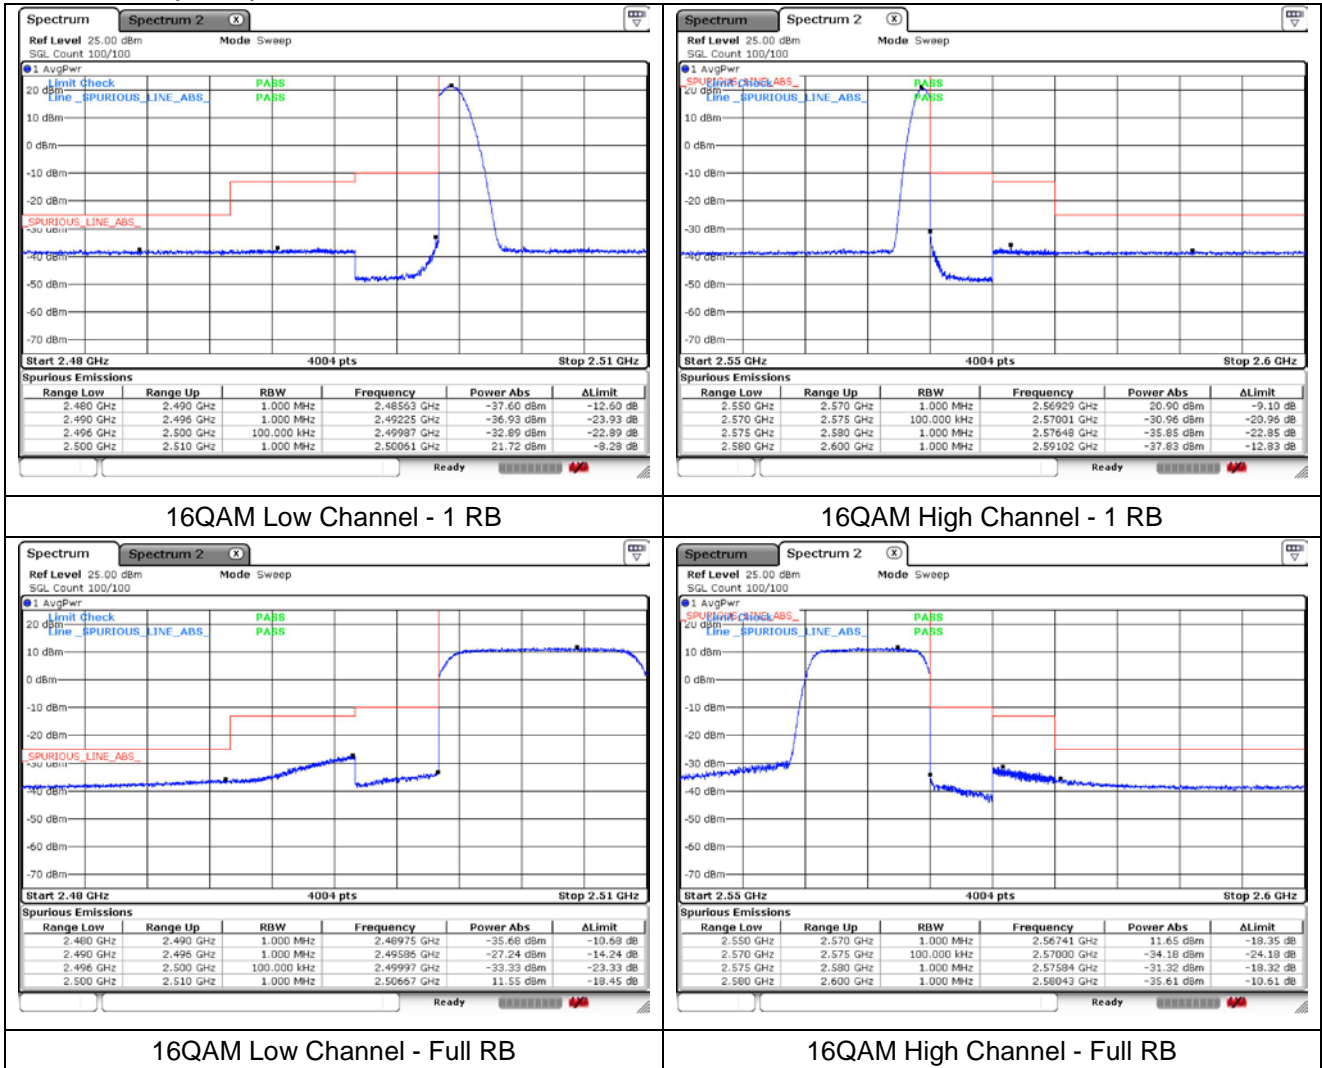 Spectrum Spectrum 2 X
Ref Level 25.00 dBm Mode Sweep
SGL Count 100/100
1 AvgPwr
Limit Check PASS
20 dBm Line _SPURIOUS_LINE_ABS_ PASS
10 dBm
0 dBm
-10 dBm
-20 dBm
_SPURIOUS_LINE_ABS_
-30 dBm
-40 dBm
-50 dBm
-60 dBm
-70 dBm
Start 2.48 GHz 4004 pts Stop 2.51 GHz
Spurious Emissions
Range Low Range Up RBW Frequency Power Abs ΔLimit
2.480 GHz 2.490 GHz 1.000 MHz 2.48563 GHz -37.60 dBm -12.60 dB
2.490 GHz 2.496 GHz 1.000 MHz 2.49225 GHz -36.93 dBm -23.93 dB
2.496 GHz 2.500 GHz 100.000 kHz 2.49987 GHz -32.89 dBm -22.89 dB
2.500 GHz 2.510 GHz 1.000 MHz 2.50061 GHz 21.72 dBm -8.28 dB
Ready
16QAM Low Channel - 1 RB
Spectrum Spectrum 2 X
Ref Level 25.00 dBm Mode Sweep
SGL Count 100/100
1 AvgPwr
_SPURIOUS_LINE_ABS_ Limit Check PASS
20 dBm Line _SPURIOUS_LINE_ABS_ PASS
10 dBm
0 dBm
-10 dBm
-20 dBm
-30 dBm
-40 dBm
-50 dBm
-60 dBm
-70 dBm
Start 2.55 GHz 4004 pts Stop 2.6 GHz
Spurious Emissions
Range Low Range Up RBW Frequency Power Abs ΔLimit
2.550 GHz 2.570 GHz 1.000 MHz 2.56929 GHz 20.90 dBm -9.10 dB
2.570 GHz 2.575 GHz 100.000 kHz 2.57001 GHz -30.96 dBm -20.96 dB
2.575 GHz 2.580 GHz 1.000 MHz 2.57648 GHz -35.85 dBm -22.85 dB
2.580 GHz 2.600 GHz 1.000 MHz 2.59102 GHz -37.83 dBm -12.83 dB
Ready
16QAM High Channel - 1 RB
Spectrum Spectrum 2 X
Ref Level 25.00 dBm Mode Sweep
SGL Count 100/100
1 AvgPwr
Limit Check PASS
20 dBm Line _SPURIOUS_LINE_ABS_ PASS
10 dBm
0 dBm
-10 dBm
-20 dBm
_SPURIOUS_LINE_ABS_
-30 dBm
-40 dBm
-50 dBm
-60 dBm
-70 dBm
Start 2.48 GHz 4004 pts Stop 2.51 GHz
Spurious Emissions
Range Low Range Up RBW Frequency Power Abs ΔLimit
2.480 GHz 2.490 GHz 1.000 MHz 2.48975 GHz -35.68 dBm -10.68 dB
2.490 GHz 2.496 GHz 1.000 MHz 2.49586 GHz -27.24 dBm -14.24 dB
2.496 GHz 2.500 GHz 100.000 kHz 2.49997 GHz -33.33 dBm -23.33 dB
2.500 GHz 2.510 GHz 1.000 MHz 2.50667 GHz 11.55 dBm -18.45 dB
Ready
16QAM Low Channel - Full RB
Spectrum Spectrum 2 X
Ref Level 25.00 dBm Mode Sweep
SGL Count 100/100
1 AvgPwr
_SPURIOUS_LINE_ABS_ Limit Check PASS
20 dBm Line _SPURIOUS_LINE_ABS_ PASS
10 dBm
0 dBm
-10 dBm
-20 dBm
-30 dBm
-40 dBm
-50 dBm
-60 dBm
-70 dBm
Start 2.55 GHz 4004 pts Stop 2.6 GHz
Spurious Emissions
Range Low Range Up RBW Frequency Power Abs ΔLimit
2.550 GHz 2.570 GHz 1.000 MHz 2.56741 GHz 11.65 dBm -18.35 dB
2.570 GHz 2.575 GHz 100.000 kHz 2.57000 GHz -34.18 dBm -24.18 dB
2.575 GHz 2.580 GHz 1.000 MHz 2.57584 GHz -31.32 dBm -18.32 dB
2.580 GHz 2.600 GHz 1.000 MHz 2.58043 GHz -35.61 dBm -10.61 dB
Ready
16QAM High Channel - Full RB